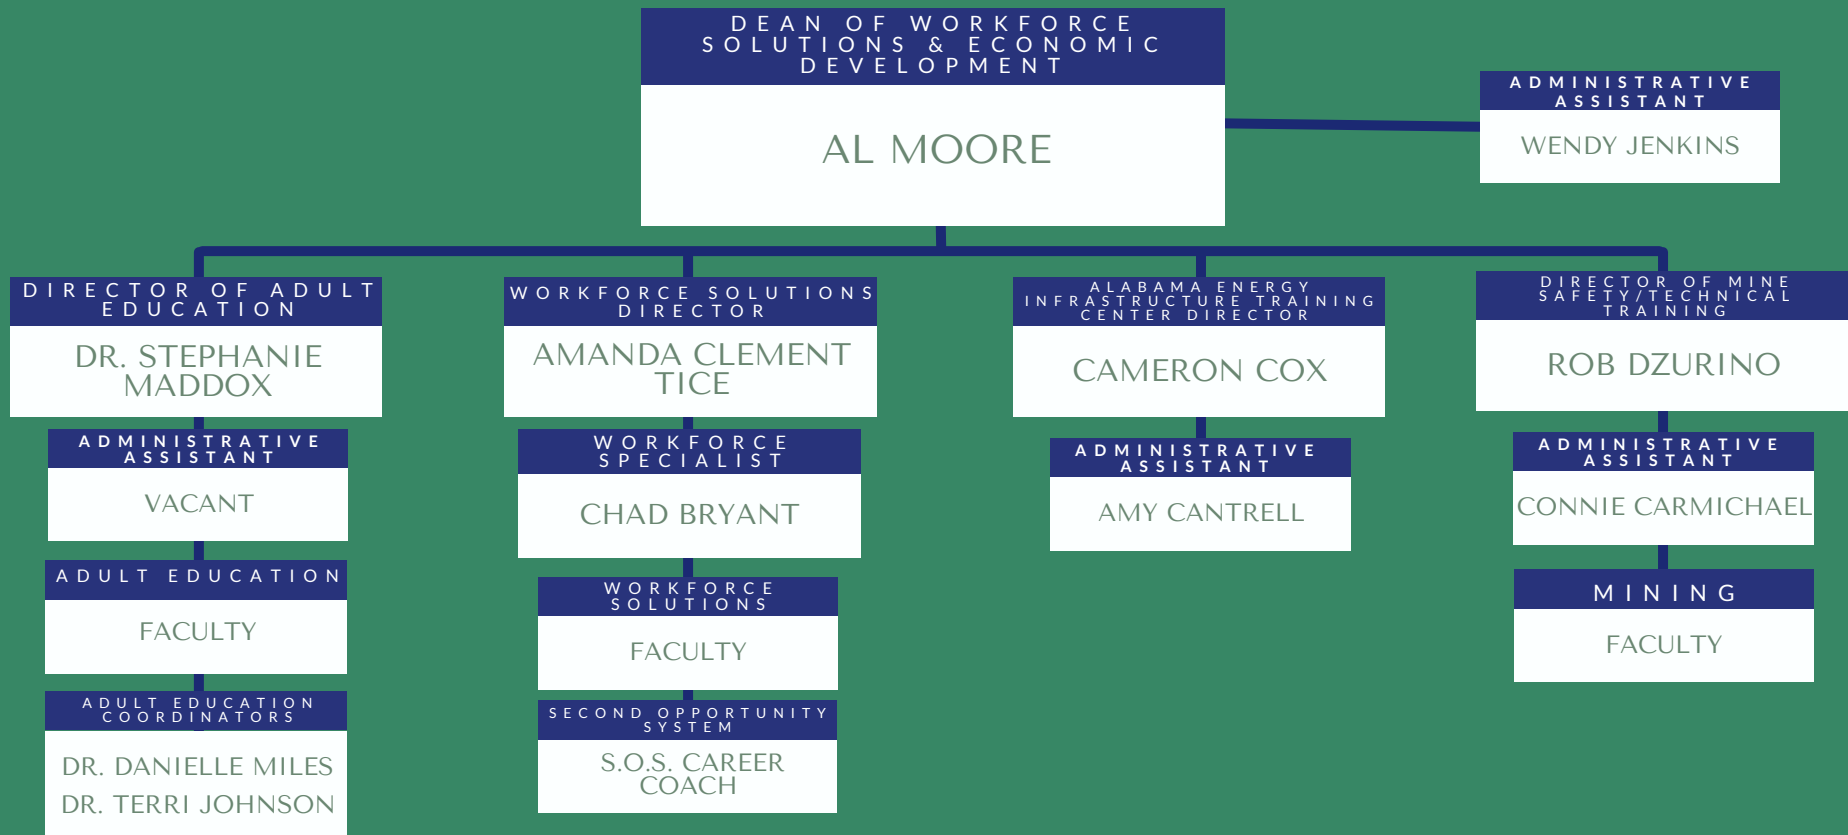 DEAN OF WORKFORCE
SOLUTIONS & ECONOMIC
DEVELOPMENT
AL MOORE
ADMINISTRATIVE
ASSISTANT
WENDY JENKINS
DIRECTOR OF ADULT
EDUCATION
DR. STEPHANIE
MADDOX
ADMINISTRATIVE
ASSISTANT
VACANT
ADULT EDUCATION
FACULTY
ADULT EDUCATION
COORDINATORS
DR. DANIELLE MILES
DR. TERRI JOHNSON
WORKFORCE SOLUTIONS
DIRECTOR
AMANDA CLEMENT
TICE
WORKFORCE
SPECIALIST
CHAD BRYANT
WORKFORCE
SOLUTIONS
FACULTY
SECOND OPPORTUNITY
SYSTEM
S.O.S. CAREER
COACH
ALABAMA ENERGY
INFRASTRUCTURE TRAINING
CENTER DIRECTOR
CAMERON COX
ADMINISTRATIVE
ASSISTANT
AMY CANTRELL
DIRECTOR OF MINE
SAFETY/TECHNICAL
TRAINING
ROB DZURINO
ADMINISTRATIVE
ASSISTANT
CONNIE CARMICHAEL
MINING
FACULTY